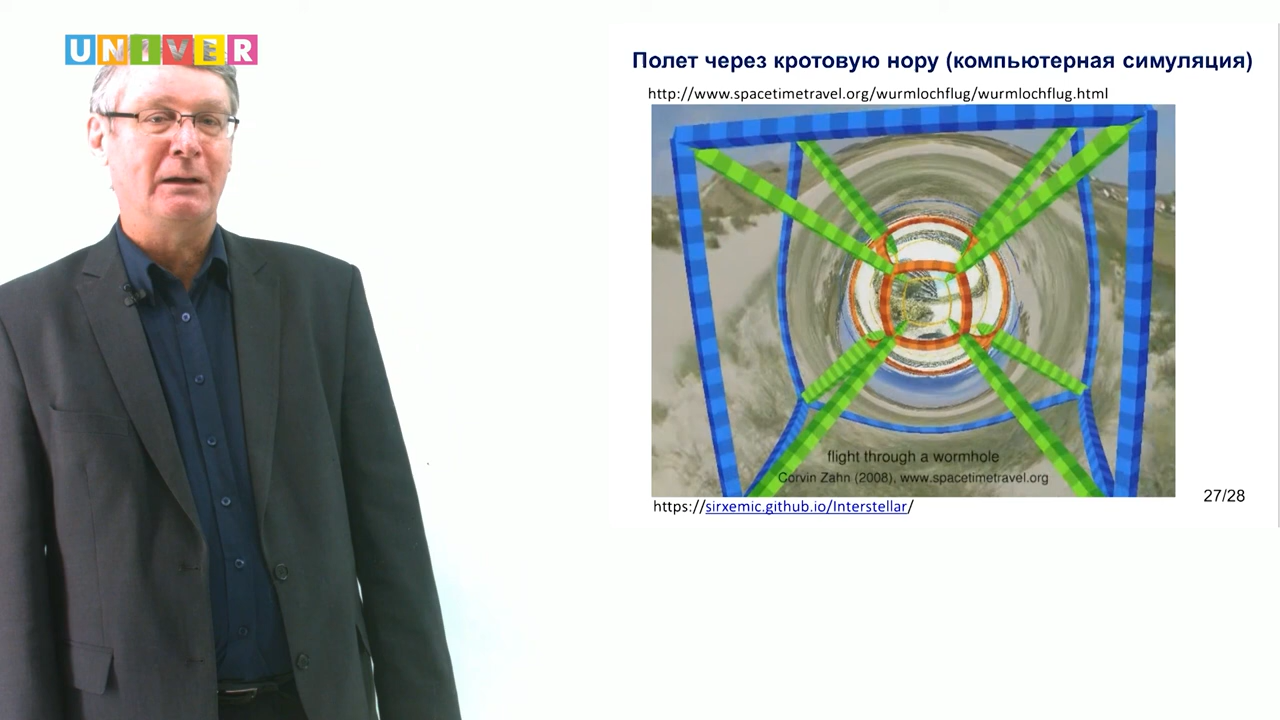 UNIVER
Полет через кротовую нору (компьютерная симуляция)
http://www.spacetimetravel.org/wurmlochflug/wurmlochflug.html
flight through a wormhole
Corvin Zahn (2008), www.spacetimetravel.org
https://sirxemic.github.io/Interstellar/
27/28